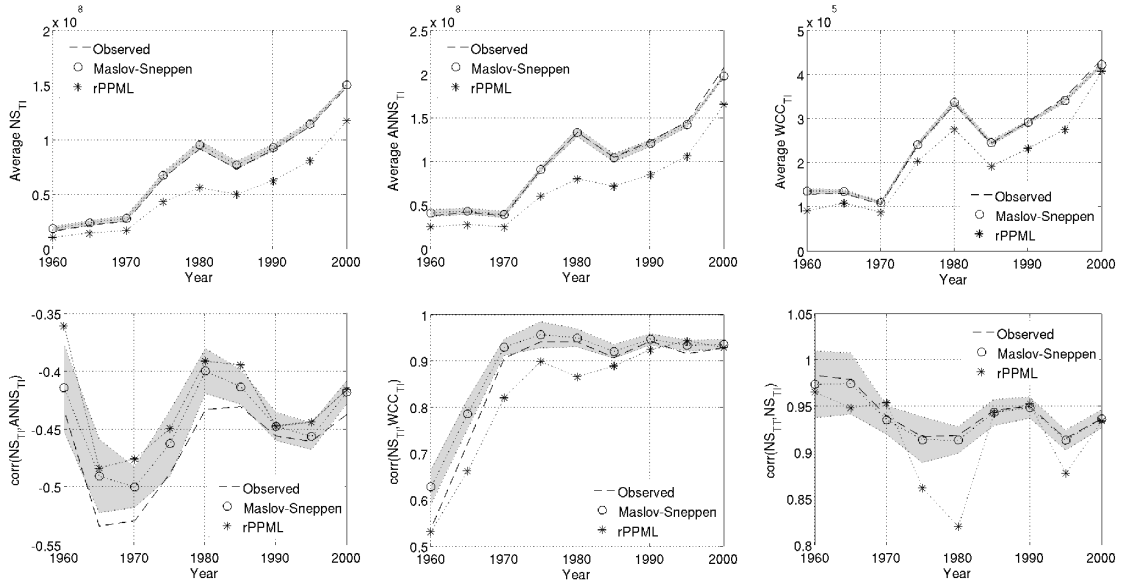 2 x 10^8
1.5
1
0.5
0
1960 1970 1980 1990 2000
Year
Average NS_TI
Observed
Maslov-Sneppen
rPPML
2.5 x 10^8
2
1.5
1
0.5
0
1960 1970 1980 1990 2000
Year
Average ANNS_TI
Observed
Maslov-Sneppen
rPPML
5 x 10^5
4
3
2
1
0
1960 1970 1980 1990 2000
Year
Average WCC_TI
Observed
Maslov-Sneppen
rPPML
-0.35
-0.4
-0.45
-0.5
-0.55
1960 1970 1980 1990 2000
Year
corr(NS_TI,ANNS_TI)
Observed
Maslov-Sneppen
rPPML
1
0.9
0.8
0.7
0.6
0.5
1960 1970 1980 1990 2000
Year
corr(NS_TI,WCC_TI)
Observed
Maslov-Sneppen
rPPML
1.05
1
0.95
0.9
0.85
0.8
1960 1970 1980 1990 2000
Year
corr(NS_TT,NS_TI)
Observed
Maslov-Sneppen
rPPML